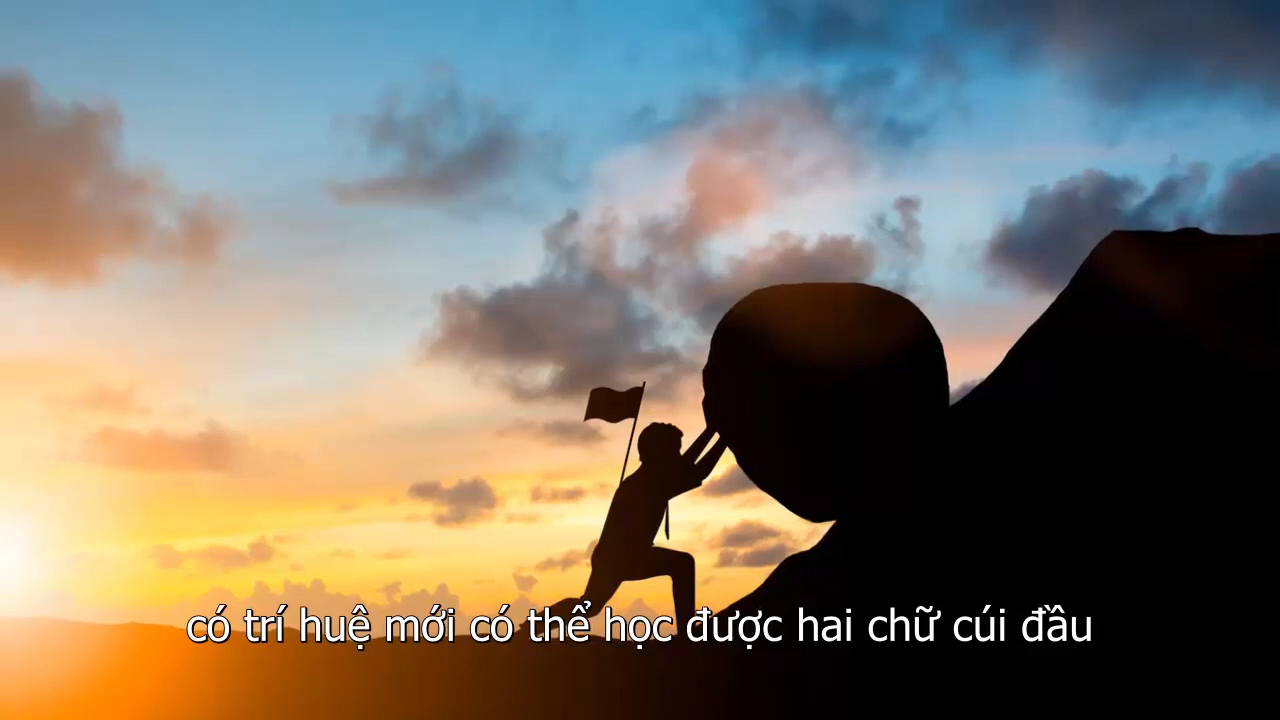 có trí huệ mới có thể học được hai chữ cúi đầu